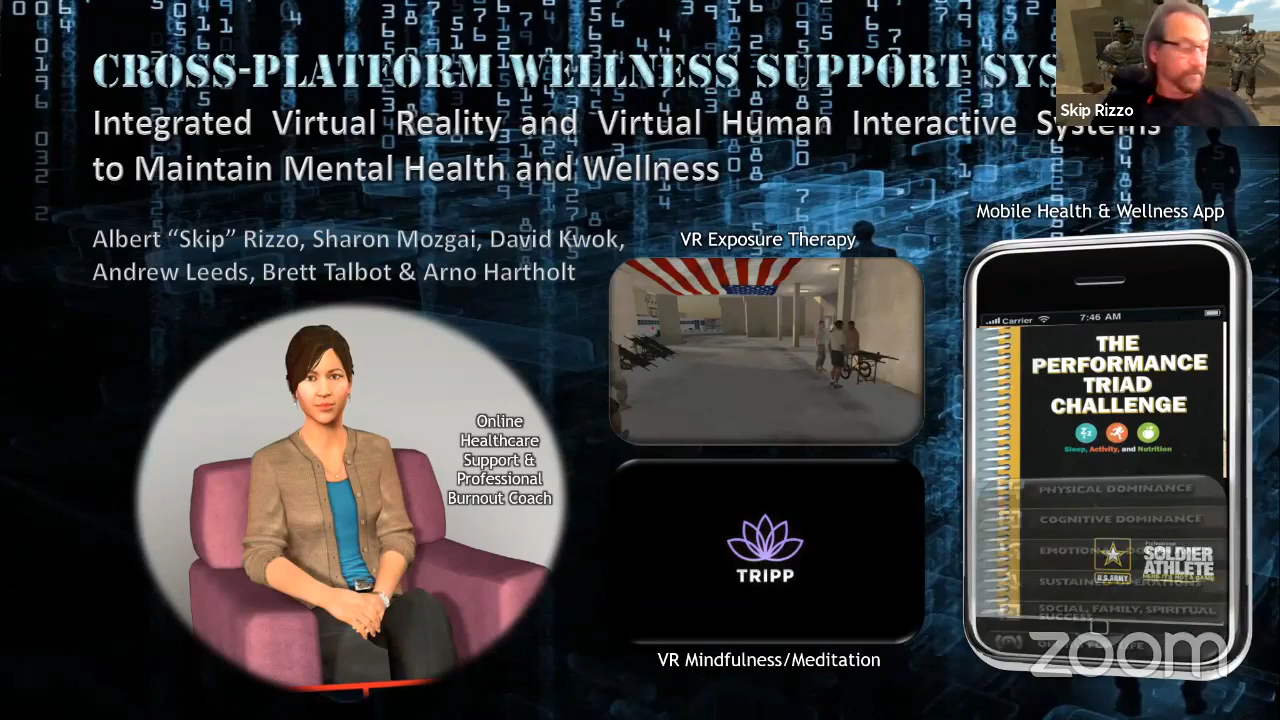 CROSS-PLATFORM WELLNESS SUPPORT SYS
Skip Rizzo
Integrated Virtual Reality and Virtual Human Interactive Systems
to Maintain Mental Health and Wellness
Albert “Skip” Rizzo, Sharon Mozgai, David Kwok,
Andrew Leeds, Brett Talbot & Arno Hartholt
VR Exposure Therapy
Mobile Health & Wellness App
Online
Healthcare
Support &
Professional
Burnout Coach
TRIPP
VR Mindfulness/Meditation
Carrier 7:46 AM
THE
PERFORMANCE
TRIAD
CHALLENGE
Sleep, Activity, and Nutrition
PHYSICAL DOMINANCE
COGNITIVE DOMINANCE
U.S.ARMY
Professional
SOLDIER
ATHLETE
SOCIAL, FAMILY, SPIRITUAL
SUCCESS
zoom